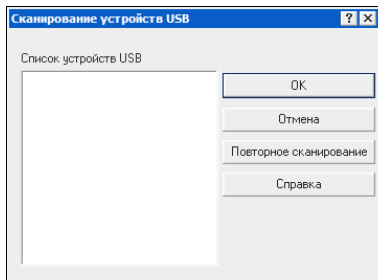 Сканирование устройств USB
Список устройств USB
OK
Отмена
Повторное сканирование
Справка